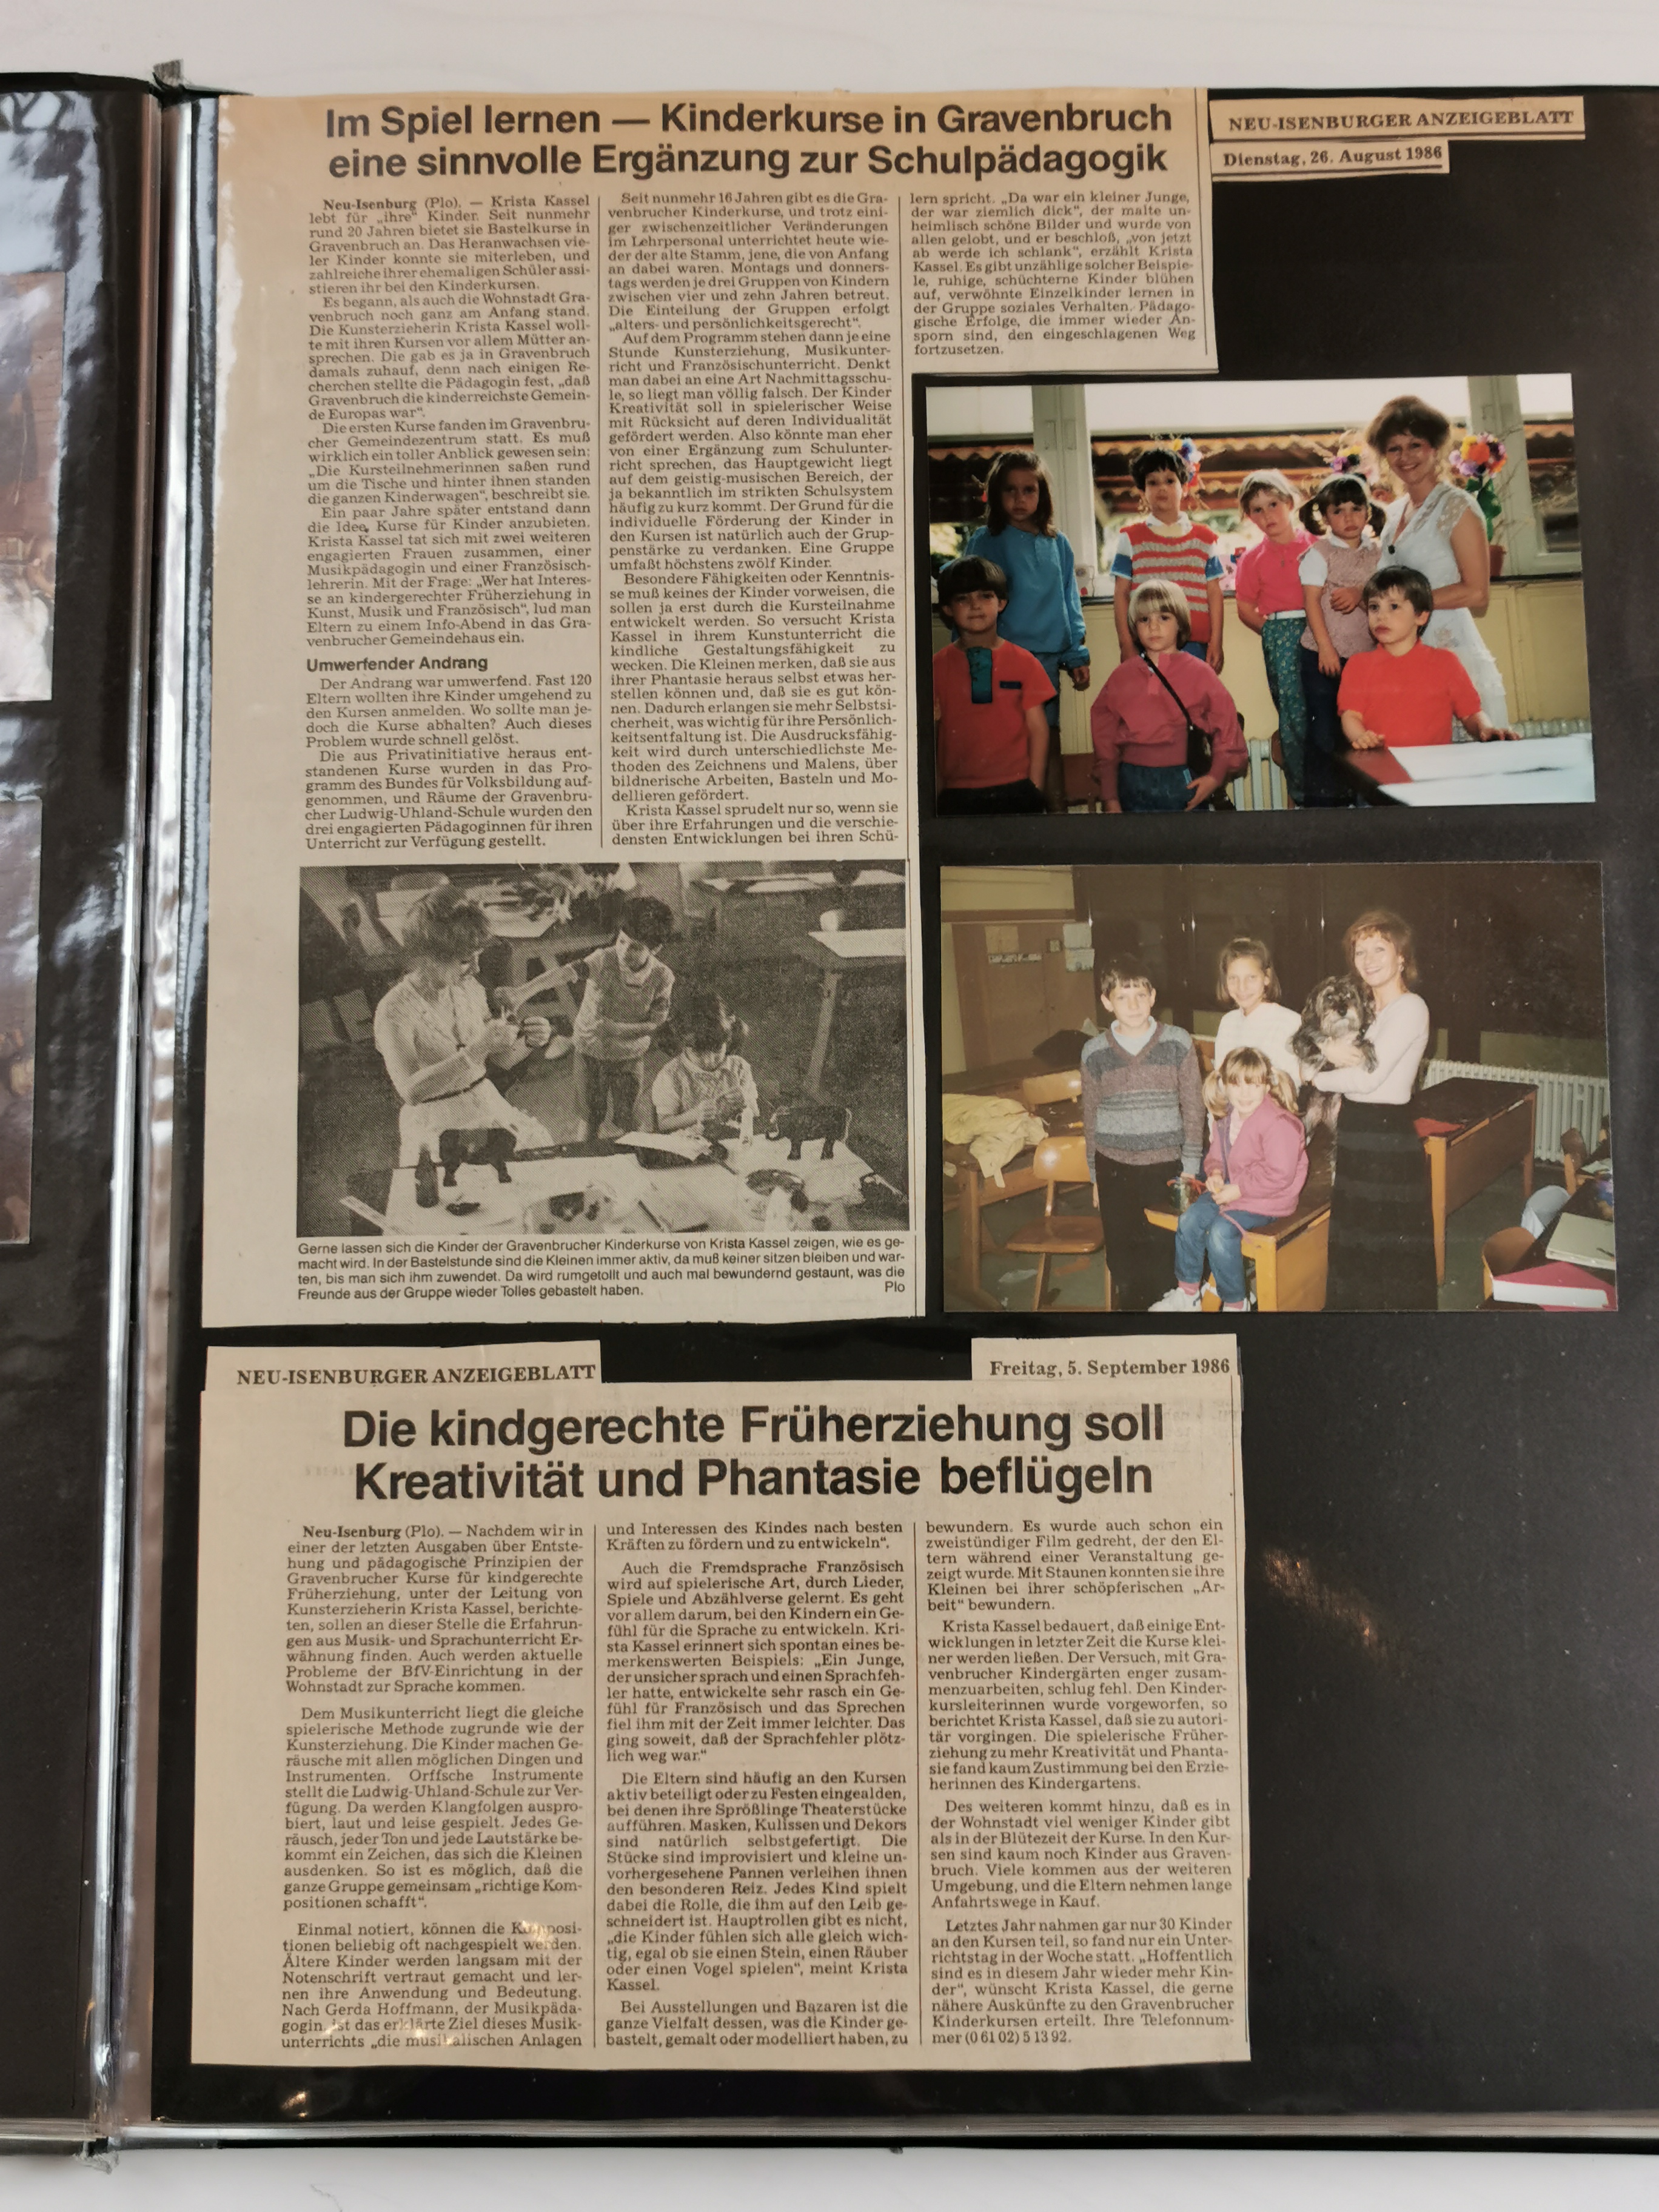 Im Spiel lernen — Kinderkurse in Gravenbruch
eine sinnvolle Ergänzung zur Schulpädagogik
NEU-ISENBURGER ANZEIGEBLATT
Dienstag, 26. August 1986
Neu-Isenburg (Plo). — Krista Kassel
lebt für „ihre" Kinder. Seit nunmehr
rund 20 Jahren bietet sie Bastelkurse in
Gravenbruch an. Das Heranwachsen vie-
ler Kinder konnte sie miterleben, und
zahlreiche ihrer ehemaligen Schüler assi-
stieren ihr bei den Kinderkursen.
Es begann, als auch die Wohnstadt Gra-
venbruch noch ganz am Anfang stand.
Die Kunsterzieherin Krista Kassel woll-
te mit ihren Kursen vor allem Mütter an-
sprechen. Die gab es ja in Gravenbruch
damals zuhauf, denn nach einigen Re-
cherchen stellte die Pädagogin fest, „daß
Gravenbruch die kinderreichste Gemein-
de Europas war".
Die ersten Kurse fanden im Gravenbru-
cher Gemeindezentrum statt. Es muß
wirklich ein toller Anblick gewesen sein:
„Die Kursteilnehmerinnen saßen rund
um die Tische und hinter ihnen standen
die ganzen Kinderwagen", beschreibt sie.
Ein paar Jahre später entstand dann
die Idee, Kurse für Kinder anzubieten.
Krista Kassel tat sich mit zwei weiteren
engagierten Frauen zusammen, einer
Musikpädagogin und einer Französisch-
lehrerin. Mit der Frage: „Wer hat Interes-
se an kindergerechter Früherziehung in
Kunst, Musik und Französisch", lud man
Eltern zu einem Info-Abend in das Gra-
venbrucher Gemeindehaus ein.
Umwerfender Andrang
Der Andrang war umwerfend. Fast 120
Eltern wollten ihre Kinder umgehend zu
den Kursen anmelden. Wo sollte man je-
doch die Kurse abhalten? Auch dieses
Problem wurde schnell gelöst.
Die aus Privatinitiative heraus ent-
standenen Kurse wurden in das Pro-
gramm des Bundes für Volksbildung auf-
genommen, und Räume der Gravenbru-
cher Ludwig-Uhland-Schule wurden den
drei engagierten Pädagoginnen für ihren
Unterricht zur Verfügung gestellt.
Seit nunmehr 16 Jahren gibt es die Gra-
venbrucher Kinderkurse, und trotz eini-
ger zwischenzeitlicher Veränderungen
im Lehrpersonal unterrichtet heute wie-
der der alte Stamm, jene, die von Anfang
an dabei waren. Montags und donners-
tags werden je drei Gruppen von Kindern
zwischen vier und zehn Jahren betreut.
Die Einteilung der Gruppen erfolgt
„alters- und persönlichkeitsgerecht".
Auf dem Programm stehen dann je eine
Stunde Kunsterziehung, Musikunter-
richt und Französischunterricht. Denkt
man dabei an eine Art Nachmittagsschu-
le, so liegt man völlig falsch. Der Kinder
Kreativität soll in spielerischer Weise
mit Rücksicht auf deren Individualität
gefördert werden. Also könnte man eher
von einer Ergänzung zum Schulunter-
richt sprechen, das Hauptgewicht liegt
auf dem geistig-musischen Bereich, der
ja bekanntlich im strikten Schulsystem
häufig zu kurz kommt. Der Grund für die
individuelle Förderung der Kinder in
den Kursen ist natürlich auch der Grup-
penstärke zu verdanken. Eine Gruppe
umfaßt höchstens zwölf Kinder.
Besondere Fähigkeiten oder Kenntnis-
se muß keines der Kinder vorweisen, die
sollen ja erst durch die Kursteilnahme
entwickelt werden. So versucht Krista
Kassel in ihrem Kunstunterricht die
kindliche Gestaltungsfähigkeit zu
wecken. Die Kleinen merken, daß sie aus
ihrer Phantasie heraus selbst etwas her-
stellen können und, daß sie es gut kön-
nen. Dadurch erlangen sie mehr Selbstsi-
cherheit, was wichtig für ihre Persönlich-
keitsentfaltung ist. Die Ausdrucksfähig-
keit wird durch unterschiedlichste Me-
thoden des Zeichnens und Malens, über
bildnerische Arbeiten, Basteln und Mo-
dellieren gefördert.
Krista Kassel sprudelt nur so, wenn sie
über ihre Erfahrungen und die verschie-
densten Entwicklungen bei ihren Schü-
lern spricht. „Da war ein kleiner Junge,
der war ziemlich dick", der malte un-
heimlich schöne Bilder und wurde von
allen gelobt, und er beschloß, „von jetzt
ab werde ich schlank", erzählt Krista
Kassel. Es gibt unzählige solcher Beispie-
le, ruhige, schüchterne Kinder blühen
auf, verwöhnte Einzelkinder lernen in
der Gruppe soziales Verhalten. Pädago-
gische Erfolge, die immer wieder An-
sporn sind, den eingeschlagenen Weg
fortzusetzen.
Gerne lassen sich die Kinder der Gravenbrucher Kinderkurse von Krista Kassel zeigen, wie es ge-
macht wird. In der Bastelstunde sind die Kleinen immer aktiv, da muß keiner sitzen bleiben und war-
ten, bis man sich ihm zuwendet. Da wird rumgetollt und auch mal bewundernd gestaunt, was die
Freunde aus der Gruppe wieder Tolles gebastelt haben. Plo
NEU-ISENBURGER ANZEIGEBLATT
Freitag, 5. September 1986
Die kindgerechte Früherziehung soll
Kreativität und Phantasie beflügeln
Neu-Isenburg (Plo). — Nachdem wir in
einer der letzten Ausgaben über Entste-
hung und pädagogische Prinzipien der
Gravenbrucher Kurse für kindgerechte
Früherziehung, unter der Leitung von
Kunsterzieherin Krista Kassel, berichte-
ten, sollen an dieser Stelle die Erfahrun-
gen aus Musik- und Sprachunterricht Er-
wähnung finden. Auch werden aktuelle
Probleme der BfV-Einrichtung in der
Wohnstadt zur Sprache kommen.
Dem Musikunterricht liegt die gleiche
spielerische Methode zugrunde wie der
Kunsterziehung. Die Kinder machen Ge-
räusche mit allen möglichen Dingen und
Instrumenten. Orffsche Instrumente
stellt die Ludwig-Uhland-Schule zur Ver-
fügung. Da werden Klangfolgen auspro-
biert, laut und leise gespielt. Jedes Ge-
räusch, jeder Ton und jede Lautstärke be-
kommt ein Zeichen, das sich die Kleinen
ausdenken. So ist es möglich, daß die
ganze Gruppe gemeinsam „richtige Kom-
positionen schafft".
Einmal notiert, können die Komposi-
tionen beliebig oft nachgespielt werden.
Ältere Kinder werden langsam mit der
Notenschrift vertraut gemacht und ler-
nen ihre Anwendung und Bedeutung.
Nach Gerda Hoffmann, der Musikpäda-
gogin, ist das erklärte Ziel dieses Musik-
unterrichts „die musikalischen Anlagen
und Interessen des Kindes nach besten
Kräften zu fördern und zu entwickeln".
Auch die Fremdsprache Französisch
wird auf spielerische Art, durch Lieder,
Spiele und Abzählverse gelernt. Es geht
vor allem darum, bei den Kindern ein Ge-
fühl für die Sprache zu entwickeln. Kri-
sta Kassel erinnert sich spontan eines be-
merkenswerten Beispiels: „Ein Junge,
der unsicher sprach und einen Sprachfeh-
ler hatte, entwickelte sehr rasch ein Ge-
fühl für Französisch und das Sprechen
fiel ihm mit der Zeit immer leichter. Das
ging soweit, daß der Sprachfehler plötz-
lich weg war."
Die Eltern sind häufig an den Kursen
aktiv beteiligt oder zu Festen eingealden,
bei denen ihre Sprößlinge Theaterstücke
aufführen. Masken, Kulissen und Dekors
sind natürlich selbstgefertigt. Die
Stücke sind improvisiert und kleine un-
vorhergesehene Pannen verleihen ihnen
den besonderen Reiz. Jedes Kind spielt
dabei die Rolle, die ihm auf den Leib ge-
schneidert ist. Hauptrollen gibt es nicht,
„die Kinder fühlen sich alle gleich wich-
tig, egal ob sie einen Stein, einen Räuber
oder einen Vogel spielen", meint Krista
Kassel.
Bei Ausstellungen und Bazaren ist die
ganze Vielfalt dessen, was die Kinder ge-
bastelt, gemalt oder modelliert haben, zu
bewundern. Es wurde auch schon ein
zweistündiger Film gedreht, der den El-
tern während einer Veranstaltung ge-
zeigt wurde. Mit Staunen konnten sie ihre
Kleinen bei ihrer schöpferischen „Ar-
beit" bewundern.
Krista Kassel bedauert, daß einige Ent-
wicklungen in letzter Zeit die Kurse klei-
ner werden ließen. Der Versuch, mit Gra-
venbrucher Kindergärten enger zusam-
menzuarbeiten, schlug fehl. Den Kinder-
kursleiterinnen wurde vorgeworfen, so
berichtet Krista Kassel, daß sie zu autori-
tär vorgingen. Die spielerische Früher-
ziehung zu mehr Kreativität und Phanta-
sie fand kaum Zustimmung bei den Erzie-
herinnen des Kindergartens.
Des weiteren kommt hinzu, daß es in
der Wohnstadt viel weniger Kinder gibt
als in der Blütezeit der Kurse. In den Kur-
sen sind kaum noch Kinder aus Graven-
bruch. Viele kommen aus der weiteren
Umgebung, und die Eltern nehmen lange
Anfahrtswege in Kauf.
Letztes Jahr nahmen gar nur 30 Kinder
an den Kursen teil, so fand nur ein Unter-
richtstag in der Woche statt. „Hoffentlich
sind es in diesem Jahr wieder mehr Kin-
der", wünscht Krista Kassel, die gerne
nähere Auskünfte zu den Gravenbrucher
Kinderkursen erteilt. Ihre Telefonnum-
mer (0 61 02) 5 13 92.